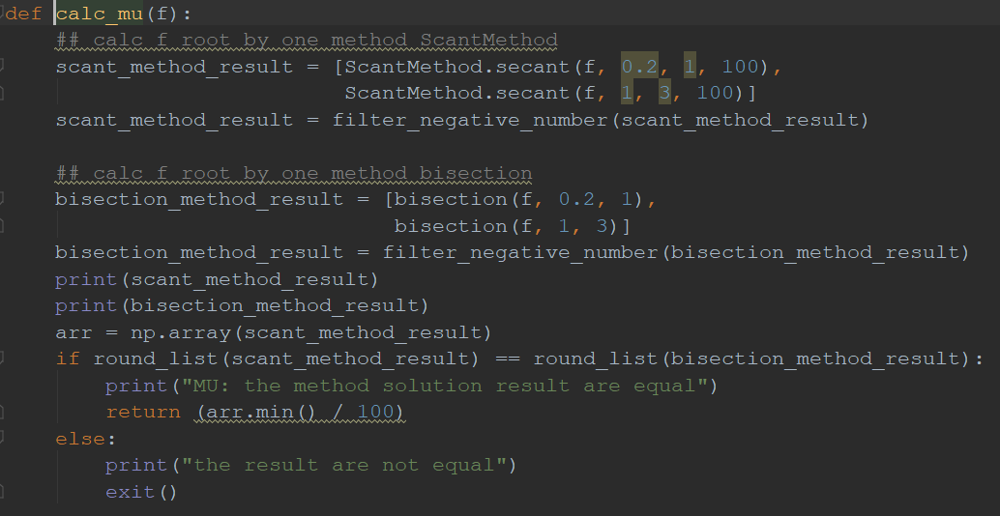 def calc_mu(f):
    ## calc f root by one method ScantMethod
    scant_method_result = [ScantMethod.secant(f, 0.2, 1, 100),
                           ScantMethod.secant(f, 1, 3, 100)]
    scant_method_result = filter_negative_number(scant_method_result)

    ## calc f root by one method bisection
    bisection_method_result = [bisection(f, 0.2, 1),
                               bisection(f, 1, 3)]
    bisection_method_result = filter_negative_number(bisection_method_result)
    print(scant_method_result)
    print(bisection_method_result)
    arr = np.array(scant_method_result)
    if round_list(scant_method_result) == round_list(bisection_method_result):
        print("MU: the method solution result are equal")
        return (arr.min() / 100)
    else:
        print("the result are not equal")
        exit()